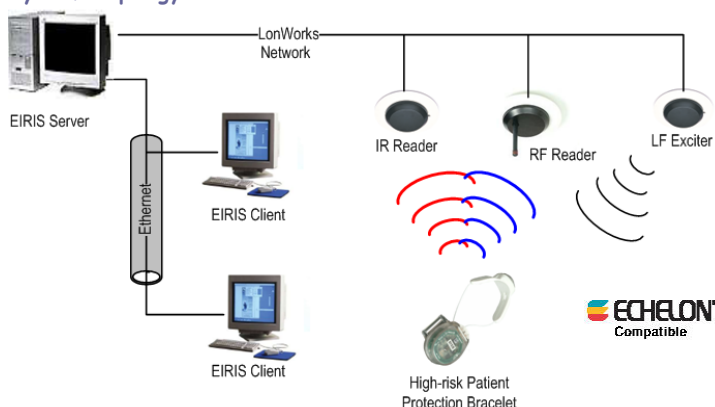 LonWorks
Network
EIRIS Server
IR Reader
RF Reader
LF Exciter
Ethernet
EIRIS Client
EIRIS Client
ECHELON
Compatible
High-risk Patient
Protection Bracelet